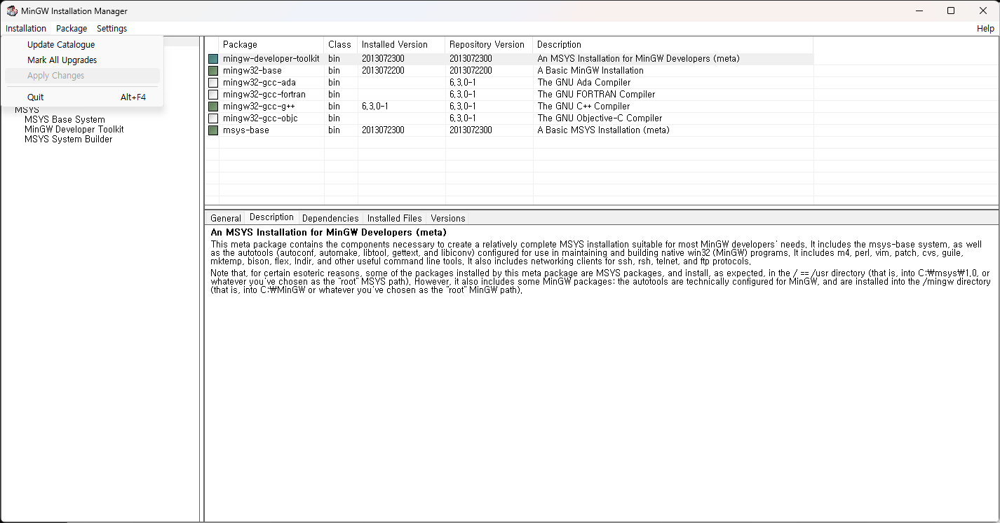 MinGW Installation Manager
Installation Package Settings Help
Update Catalogue
Mark All Upgrades
Apply Changes
Quit Alt+F4
MSYS
MSYS Base System
MinGW Developer Toolkit
MSYS System Builder
Package Class Installed Version Repository Version Description
mingw-developer-toolkit bin 2013072300 2013072300 An MSYS Installation for MinGW Developers (meta)
mingw32-base bin 2013072200 2013072200 A Basic MinGW Installation
mingw32-gcc-ada bin 6.3.0-1 The GNU Ada Compiler
mingw32-gcc-fortran bin 6.3.0-1 The GNU FORTRAN Compiler
mingw32-gcc-g++ bin 6.3.0-1 6.3.0-1 The GNU C++ Compiler
mingw32-gcc-objc bin 6.3.0-1 The GNU Objective-C Compiler
msys-base bin 2013072300 2013072300 A Basic MSYS Installation (meta)
General Description Dependencies Installed Files Versions
An MSYS Installation for MinGW Developers (meta)
This meta package contains the components necessary to create a relatively complete MSYS installation suitable for most MinGW developers' needs. It includes the msys-base system, as well
as the autotools (autoconf, automake, libtool, gettext, and libiconv) configured for use in maintaining and building native win32 (MinGW) programs. It includes m4, perl, vim, patch, cvs, guile,
mktemp, bison, flex, lndir, and other useful command line tools. It also includes networking clients for ssh, rsh, telnet, and ftp protocols.
Note that, for certain esoteric reasons, some of the packages installed by this meta package are MSYS packages, and install, as expected, in the / == /usr directory (that is, into C:₩msys₩1.0, or
whatever you've chosen as the "root" MSYS path). However, it also includes some MinGW packages: the autotools are technically configured for MinGW, and are installed into the /mingw directory
(that is, into C:₩MinGW or whatever you've chosen as the "root" MinGW path).